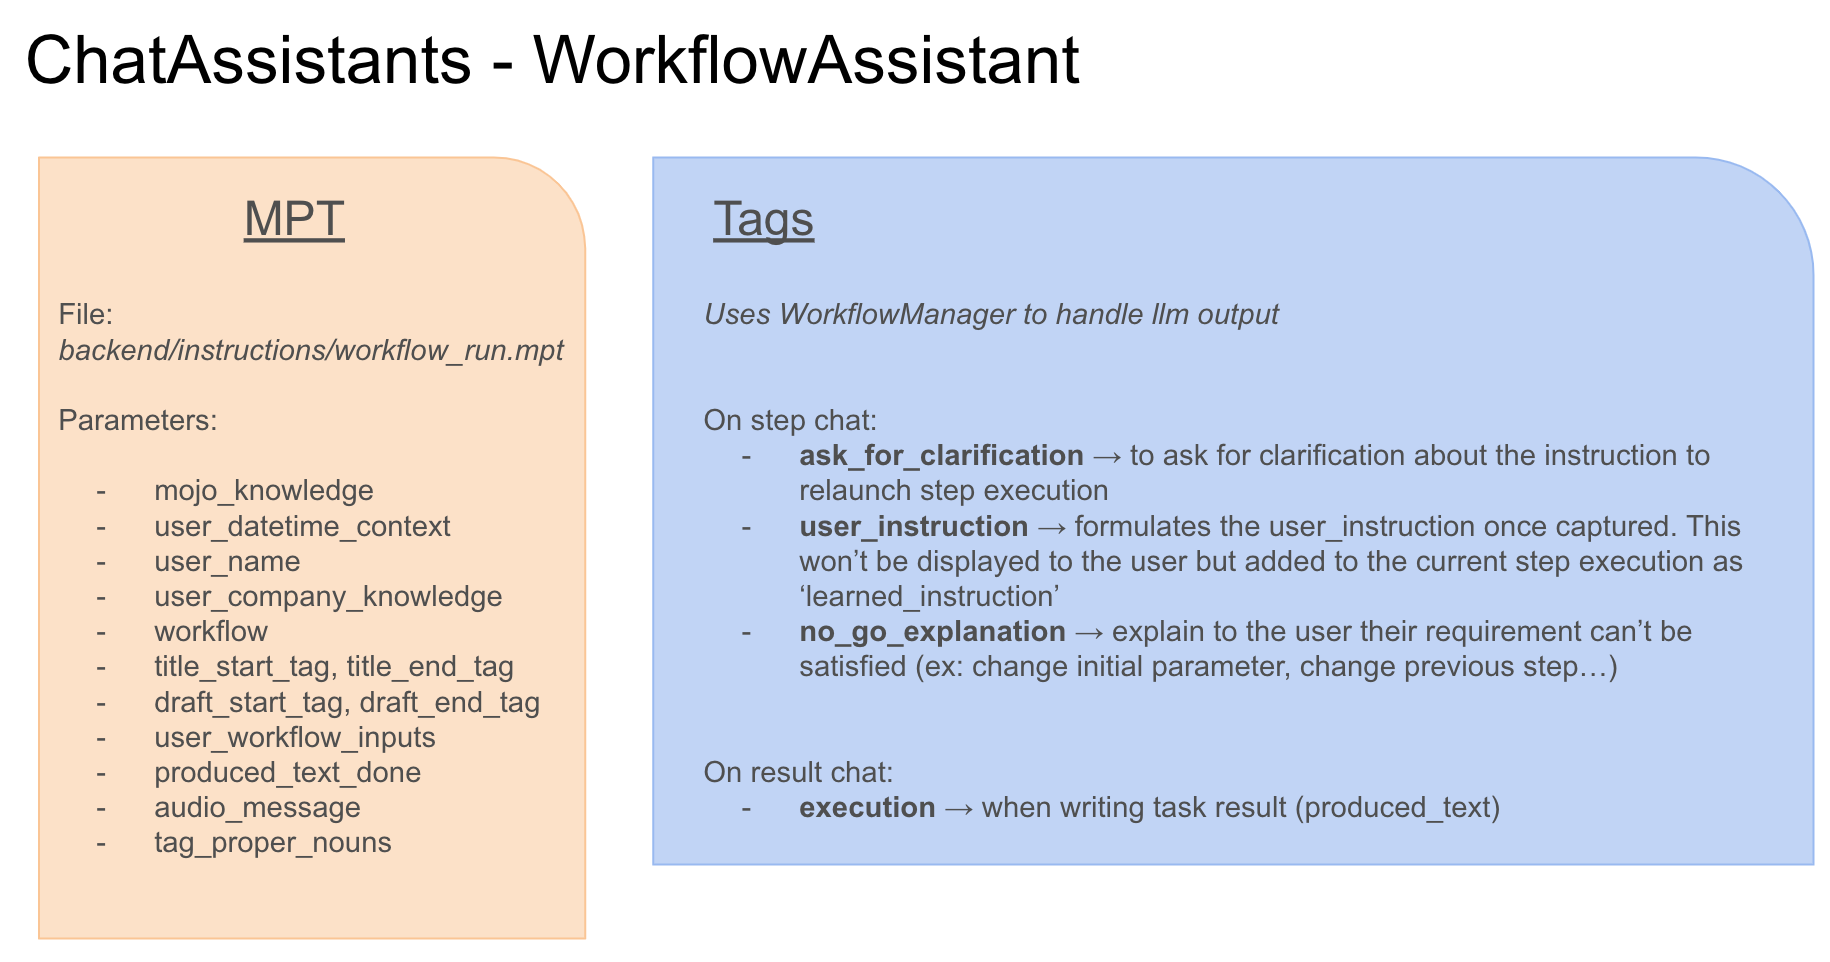 ChatAssistants - WorkflowAssistant
MPT
File:
backend/instructions/workflow_run.mpt
Parameters:
- mojo_knowledge
- user_datetime_context
- user_name
- user_company_knowledge
- workflow
- title_start_tag, title_end_tag
- draft_start_tag, draft_end_tag
- user_workflow_inputs
- produced_text_done
- audio_message
- tag_proper_nouns
Tags
Uses WorkflowManager to handle llm output
On step chat:
- ask_for_clarification → to ask for clarification about the instruction to
relaunch step execution
- user_instruction → formulates the user_instruction once captured. This
won’t be displayed to the user but added to the current step execution as
‘learned_instruction’
- no_go_explanation → explain to the user their requirement can’t be
satisfied (ex: change initial parameter, change previous step…)
On result chat:
- execution → when writing task result (produced_text)